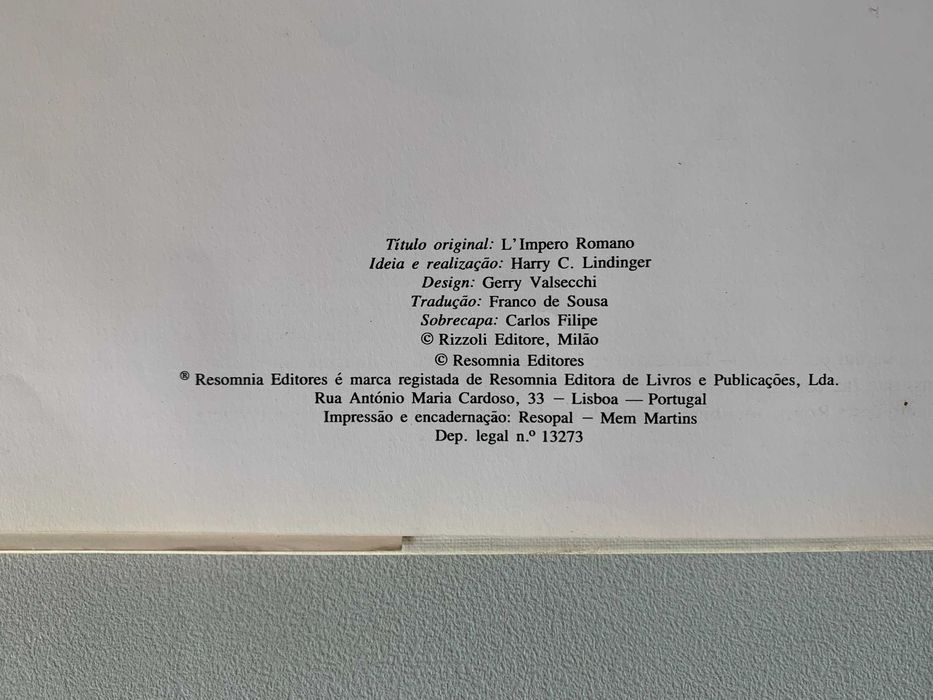 Título original: L'Impero Romano
Ideia e realização: Harry C. Lindinger
Design: Gerry Valsecchi
Tradução: Franco de Sousa
Sobrecapa: Carlos Filipe
© Rizzoli Editore, Milão
© Resomnia Editores
® Resomnia Editores é marca registada de Resomnia Editora de Livros e Publicações, Lda.
Rua António Maria Cardoso, 33 – Lisboa — Portugal
Impressão e encadernação: Resopal – Mem Martins
Dep. legal n.º 13273